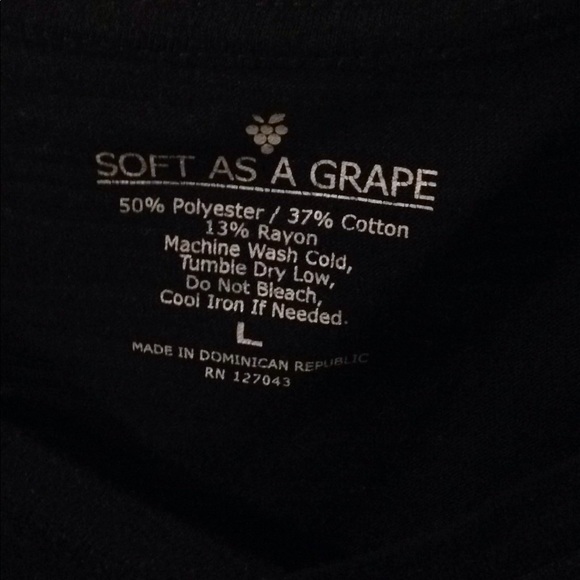 SOFT AS A GRAPE
50% Polyester / 37% Cotton
13% Rayon
Machine Wash Cold,
Tumble Dry Low,
Do Not Bleach,
Cool Iron If Needed.
L
MADE IN DOMINICAN REPUBLIC
RN 127043